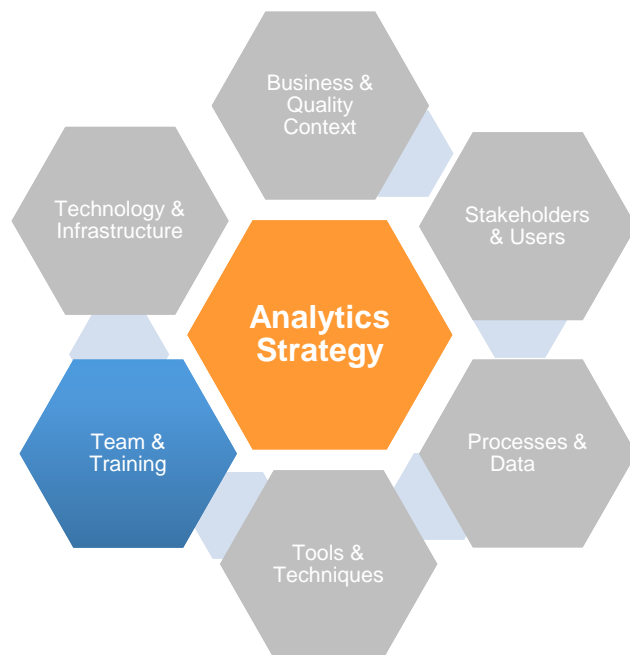 Business &
Quality
Context
Technology &
Infrastructure
Stakeholders
& Users
Analytics
Strategy
Team &
Training
Processes &
Data
Tools &
Techniques